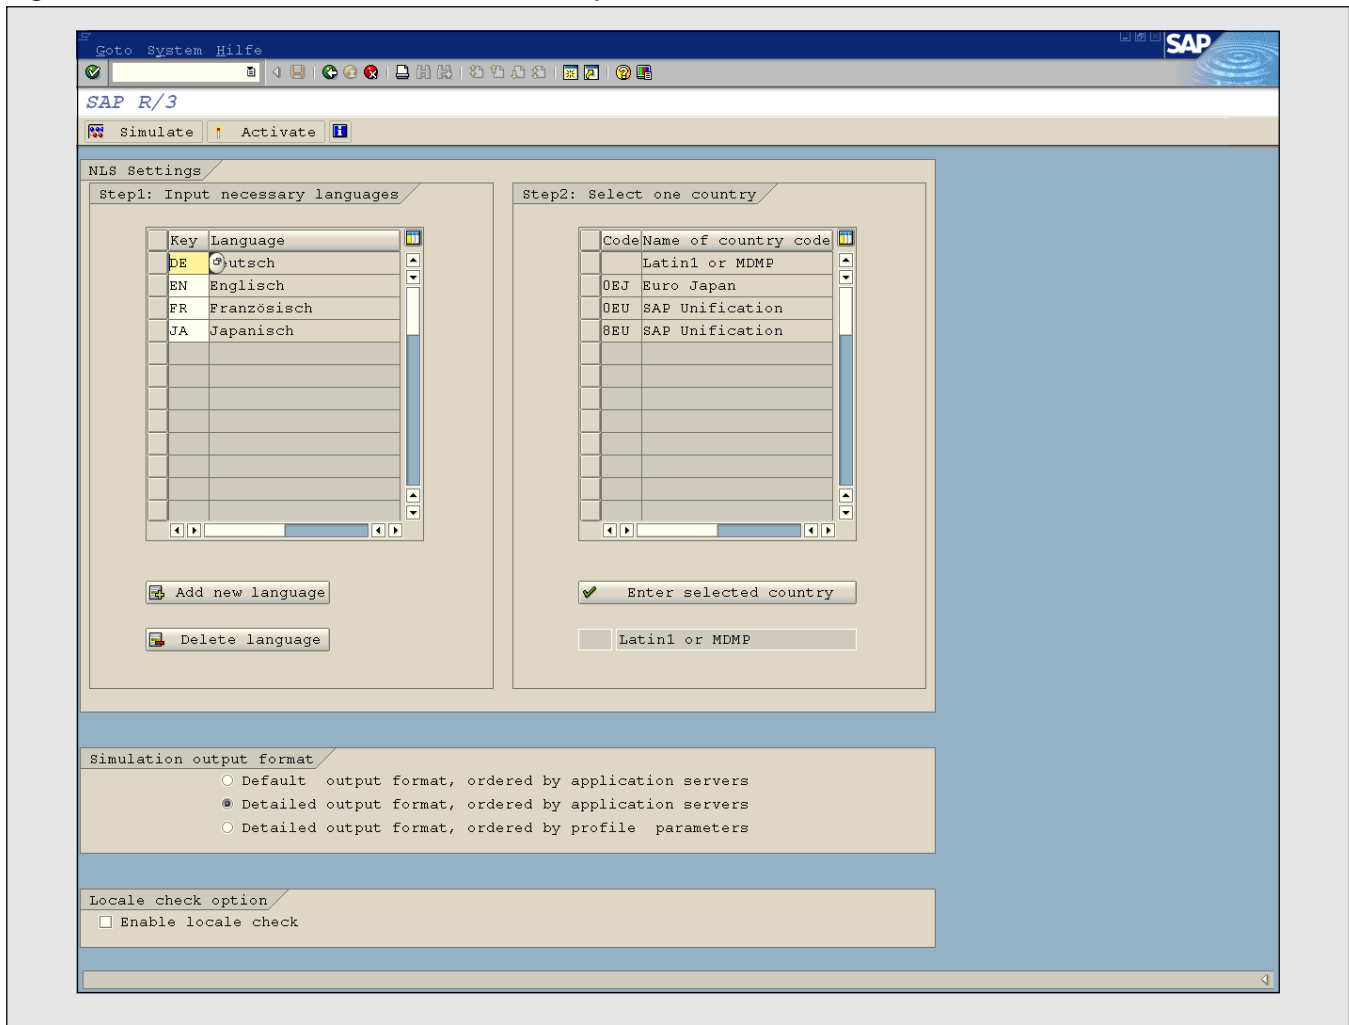 Goto System Hilfe
SAP
SAP R/3
Simulate Activate
NLS Settings
Step1: Input necessary languages
Key Language
DE utsch
EN Englisch
FR Französisch
JA Japanisch
Add new language
Delete language
Step2: Select one country
Code Name of country code
Latin1 or MDMP
0EJ Euro Japan
0EU SAP Unification
8EU SAP Unification
Enter selected country
Latin1 or MDMP
Simulation output format
Default output format, ordered by application servers
Detailed output format, ordered by application servers
Detailed output format, ordered by profile parameters
Locale check option
Enable locale check